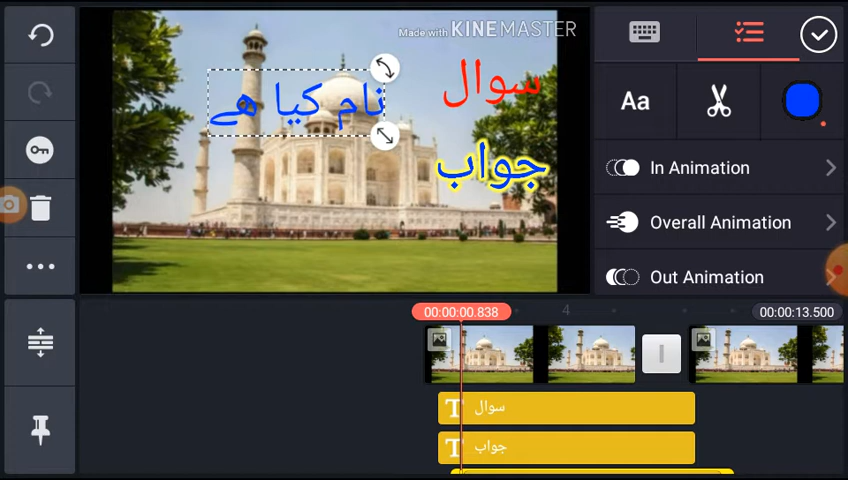 Made with KINEMASTER
سوال
نام کیا ھے
جواب
Aa
In Animation
Overall Animation
Out Animation
00:00:00.838
4
00:00:13.500
T سوال
T جواب